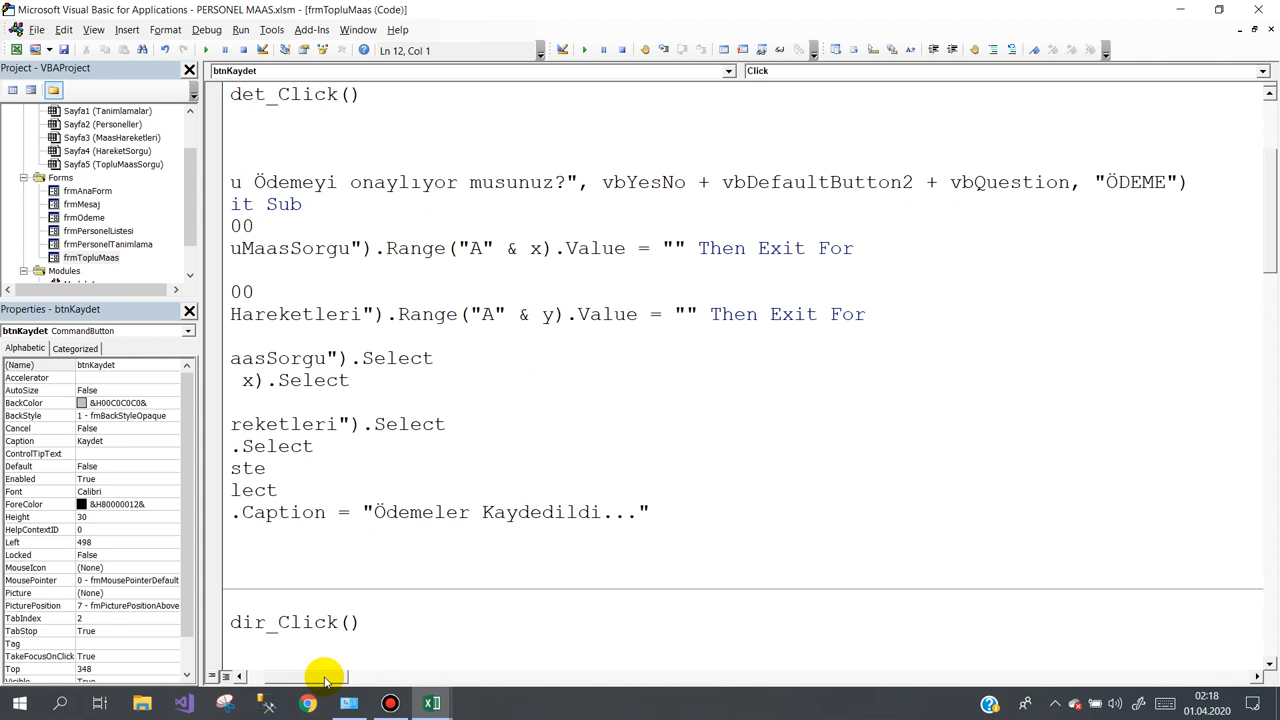 Microsoft Visual Basic for Applications - PERSONEL MAAS.xlsm - [frmTopluMaas (Code)]
File Edit View Insert Format Debug Run Tools Add-Ins Window Help
Ln 12, Col 1
Project - VBAProject
Sayfa1 (Tanimlamalar)
Sayfa2 (Personeller)
Sayfa3 (MaasHareketleri)
Sayfa4 (HareketSorgu)
Sayfa5 (TopluMaasSorgu)
Forms
frmAnaForm
frmMesaj
frmOdeme
frmPersonelListesi
frmPersonelTanimlama
frmTopluMaas
Modules
Properties - btnKaydet
btnKaydet CommandButton
Alphabetic Categorized
(Name) btnKaydet
Accelerator
AutoSize False
BackColor &H00C0C0C0&
BackStyle 1 - fmBackStyleOpaque
Cancel False
Caption Kaydet
ControlTipText
Default False
Enabled True
Font Calibri
ForeColor &H80000012&
Height 30
HelpContextID 0
Left 498
Locked False
MouseIcon (None)
MousePointer 0 - fmMousePointerDefault
Picture (None)
PicturePosition 7 - fmPicturePositionAbove
TabIndex 2
TabStop True
Tag
TakeFocusOnClick True
Top 348
Visible True
btnKaydet Click
det_Click()
u Ödemeyi onaylıyor musunuz?", vbYesNo + vbDefaultButton2 + vbQuestion, "ÖDEME")
it Sub
00
uMaasSorgu").Range("A" & x).Value = "" Then Exit For
00
Hareketleri").Range("A" & y).Value = "" Then Exit For
aasSorgu").Select
x).Select
reketleri").Select
.Select
ste
lect
.Caption = "Ödemeler Kaydedildi..."
dir_Click()
02:18
01.04.2020